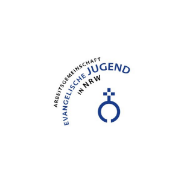 ARBEITSGEMEINSCHAFT
EVANGELISCHE JUGEND
IN NRW